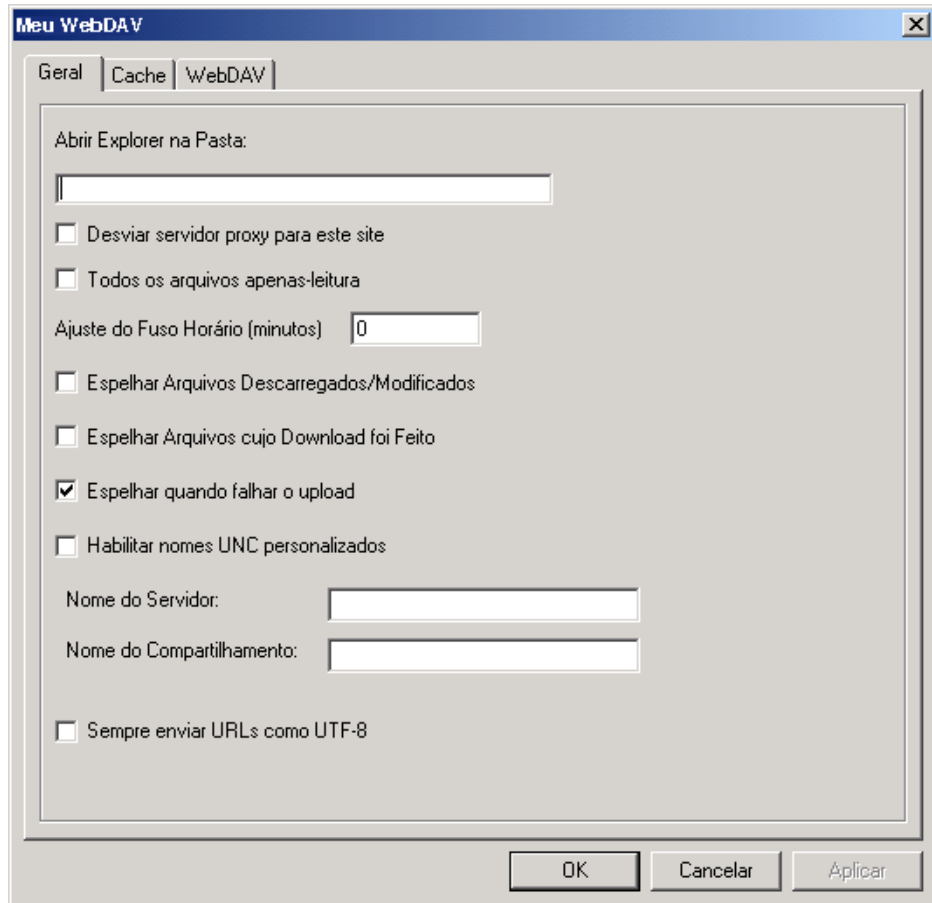 Meu WebDAV
Geral Cache WebDAV
Abrir Explorer na Pasta:
Desviar servidor proxy para este site
Todos os arquivos apenas-leitura
Ajuste do Fuso Horário (minutos) 0
Espelhar Arquivos Descarregados/Modificados
Espelhar Arquivos cujo Download foi Feito
Espelhar quando falhar o upload
Habilitar nomes UNC personalizados
Nome do Servidor:
Nome do Compartilhamento:
Sempre enviar URLs como UTF-8
OK Cancelar Aplicar